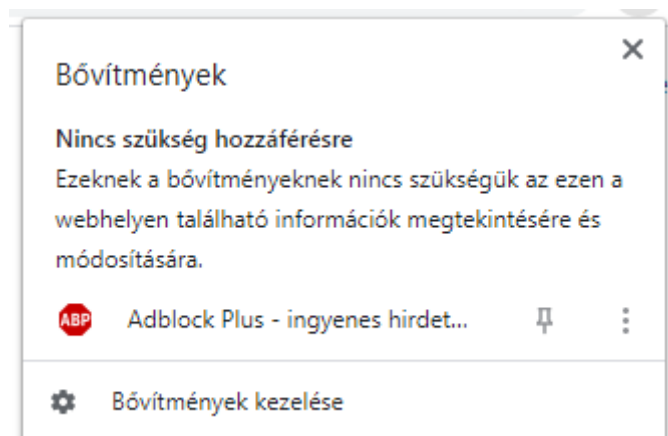 Bővítmények
Nincs szükség hozzáférésre
Ezeknek a bővítményeknek nincs szükségük az ezen a
webhelyen található információk megtekintésére és
módosítására.
ABP Adblock Plus - ingyenes hirdet...
Bővítmények kezelése